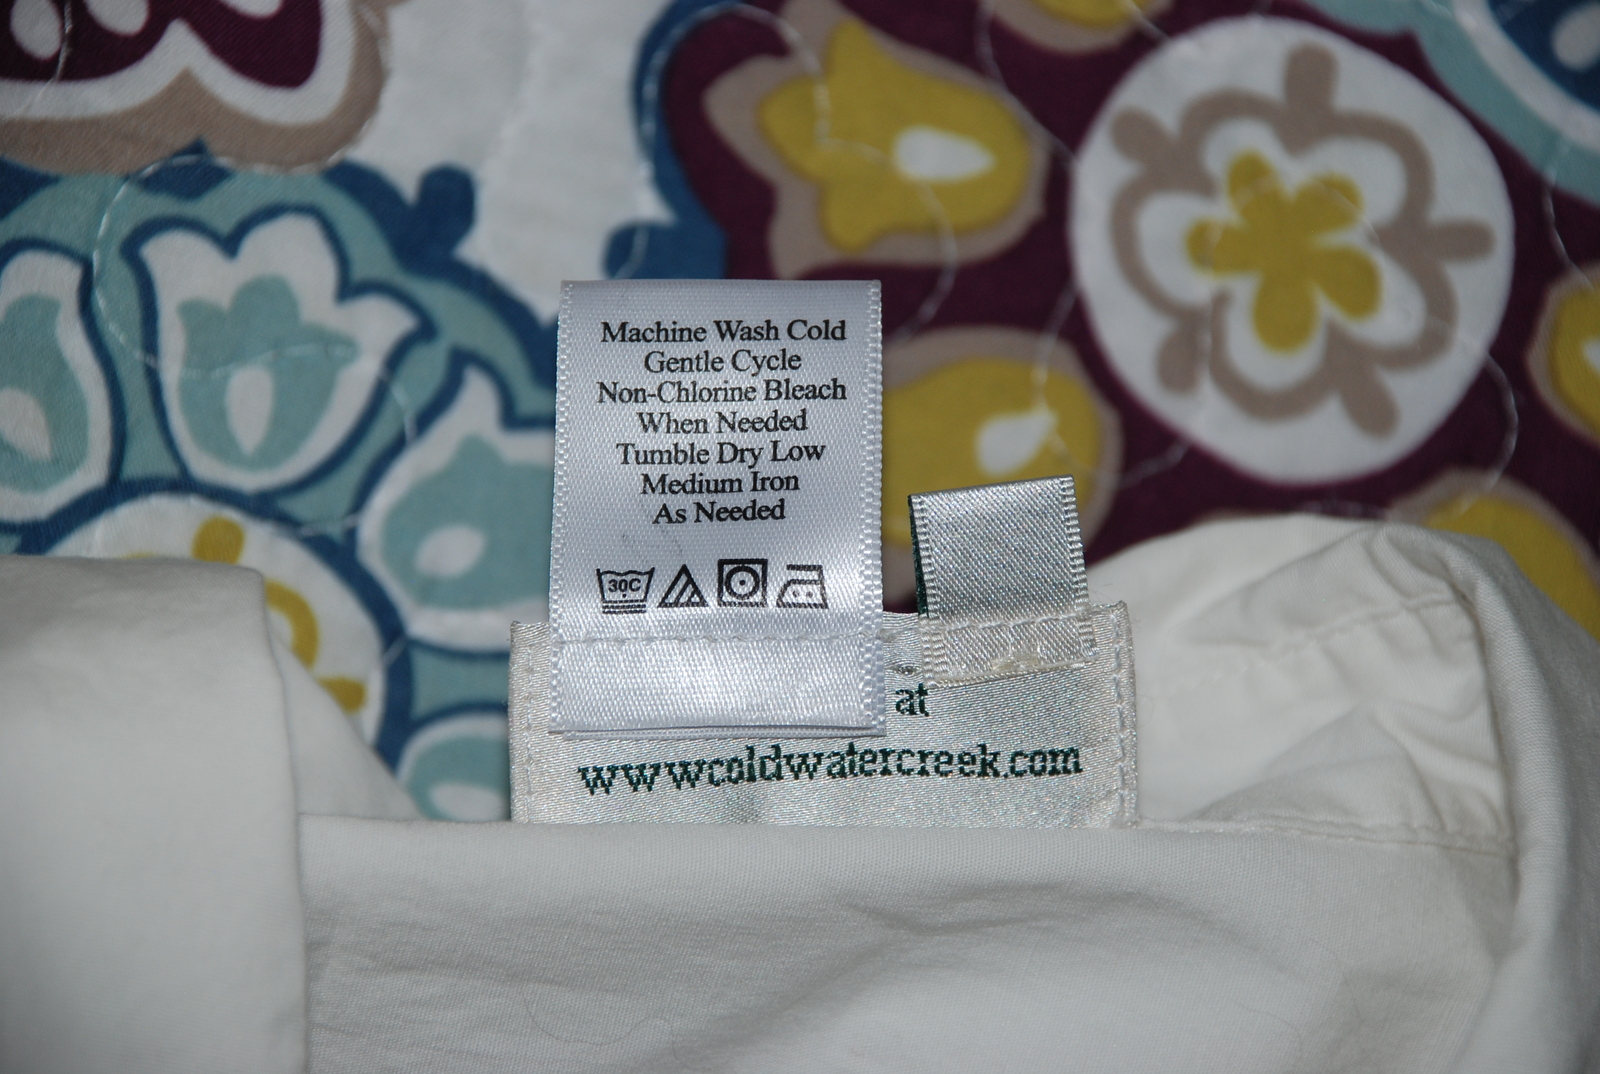 Machine Wash Cold
Gentle Cycle
Non-Chlorine Bleach
When Needed
Tumble Dry Low
Medium Iron
As Needed
30C
at
www.coldwatercreek.com